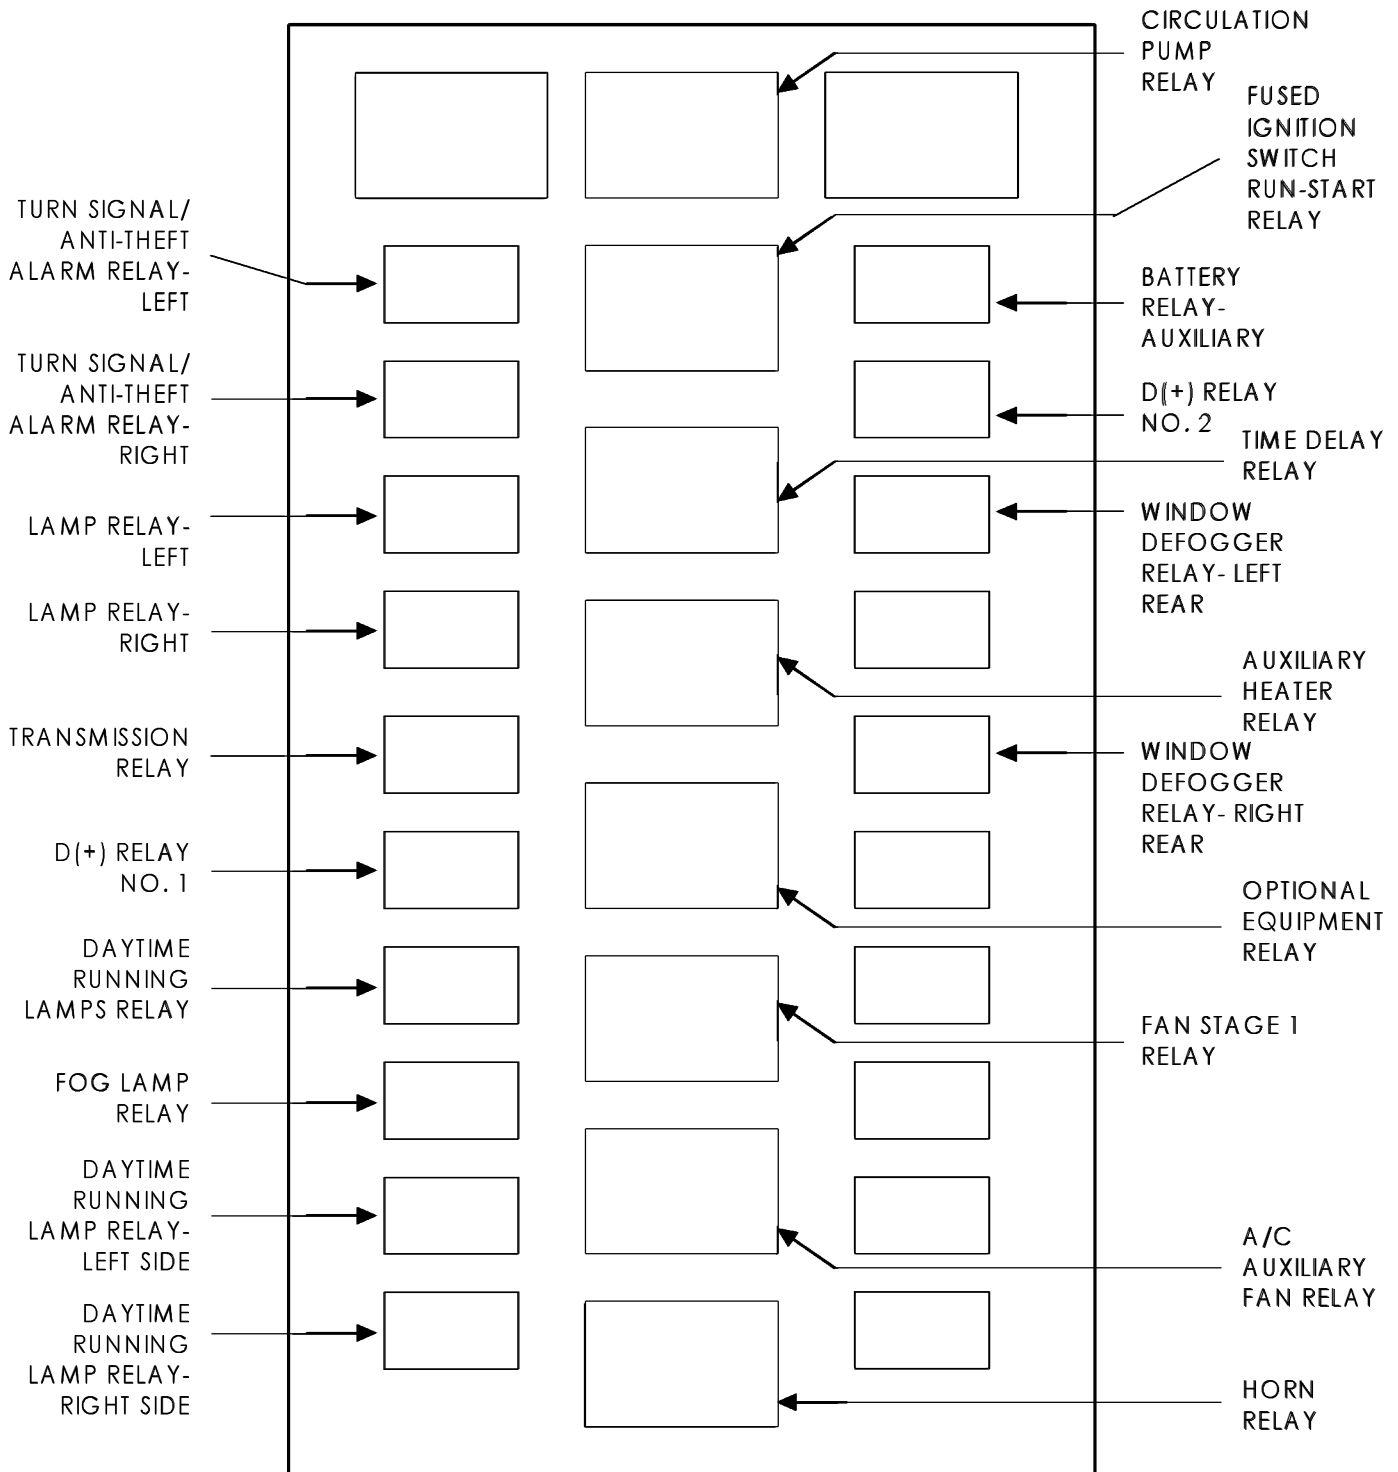 CIRCULATION
PUMP
RELAY
FUSED
IGNITION
SWITCH
RUN-START
RELAY
TURN SIGNAL/
ANTI-THEFT
ALARM RELAY-
LEFT
BATTERY
RELAY-
AUXILIARY
TURN SIGNAL/
ANTI-THEFT
ALARM RELAY-
RIGHT
D(+) RELAY
NO. 2
TIME DELAY
RELAY
LAMP RELAY-
LEFT
WINDOW
DEFOGGER
RELAY- LEFT
REAR
LAMP RELAY-
RIGHT
AUXILIARY
HEATER
RELAY
TRANSMISSION
RELAY
WINDOW
DEFOGGER
RELAY- RIGHT
REAR
D(+) RELAY
NO. 1
OPTIONAL
EQUIPMENT
RELAY
DAYTIME
RUNNING
LAMPS RELAY
FAN STAGE 1
RELAY
FOG LAMP
RELAY
DAYTIME
RUNNING
LAMP RELAY-
LEFT SIDE
A/C
AUXILIARY
FAN RELAY
DAYTIME
RUNNING
LAMP RELAY-
RIGHT SIDE
HORN
RELAY